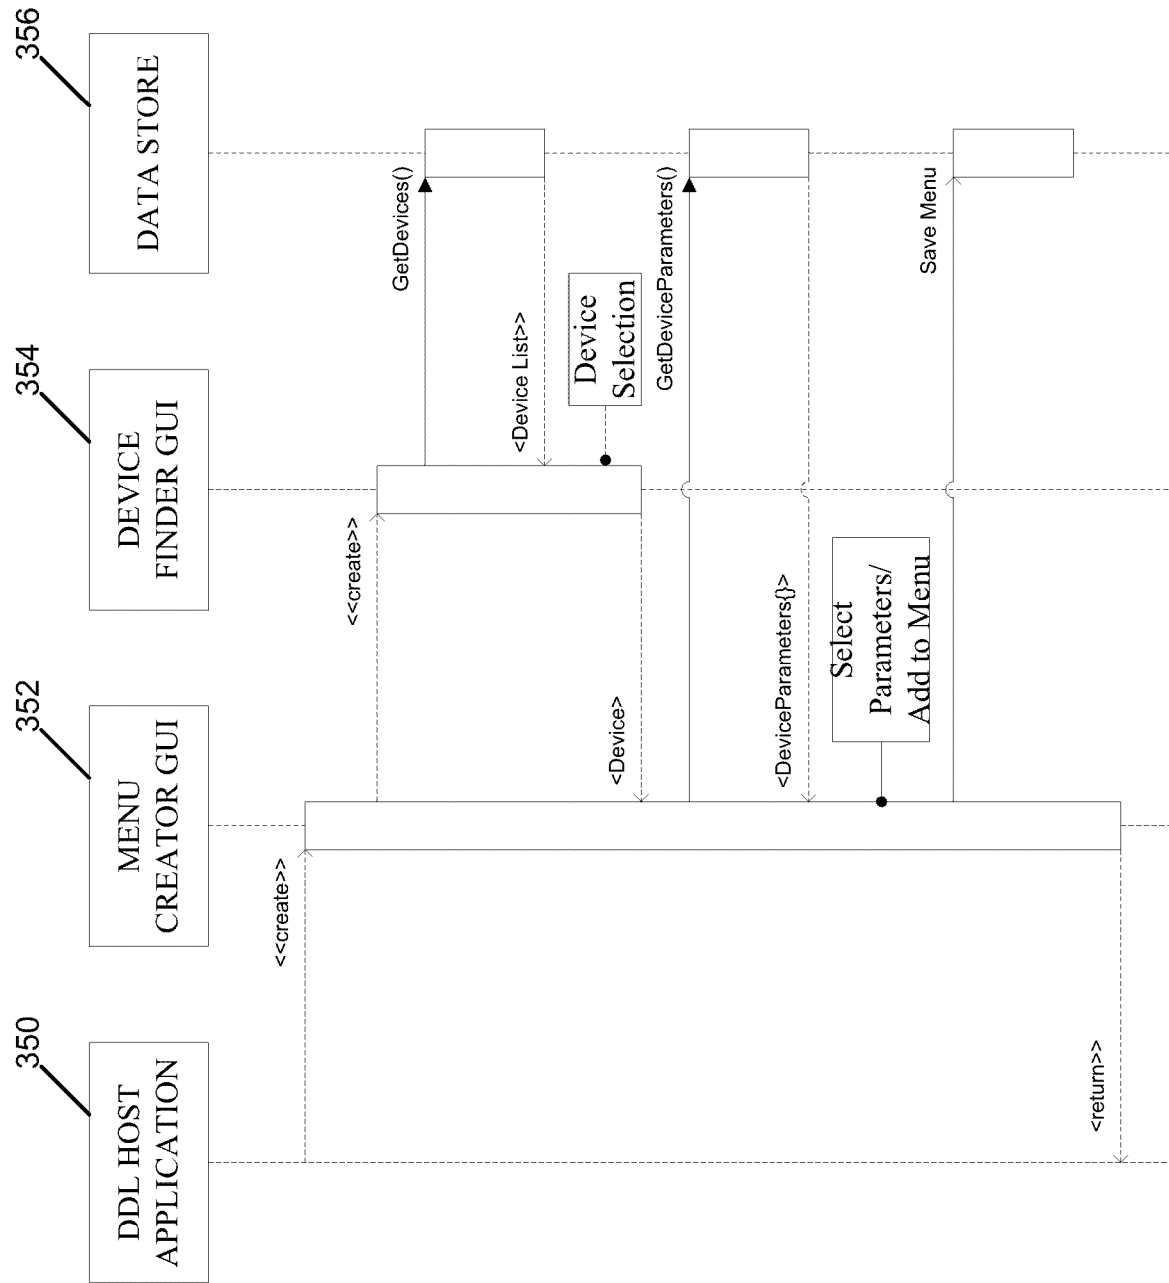 350
DDL HOST
APPLICATION
352
MENU
CREATOR GUI
354
DEVICE
FINDER GUI
356
DATA STORE
<<create>>
<<create>>
GetDevices()
<Device List>>
Device
Selection
<Device>
GetDeviceParameters()
<DeviceParameters{}>
Select
Parameters/
Add to Menu
Save Menu
<return>>